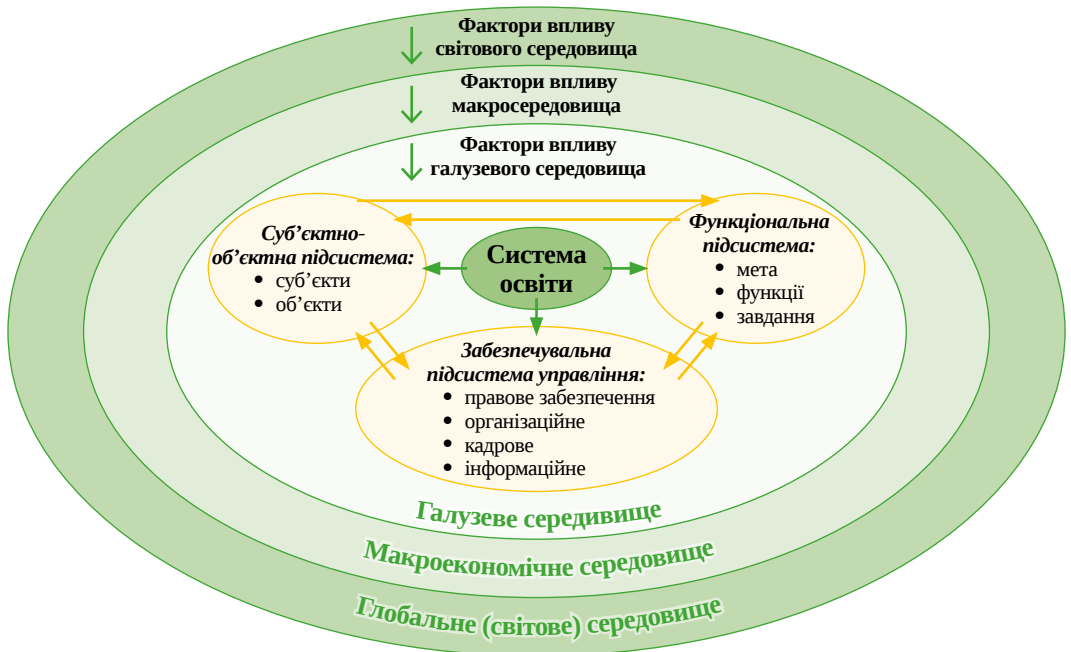 Фактори впливу
світового середовища
Фактори впливу
макросередовища
Фактори впливу
галузевого середовища
Суб’єктно-
об’єктна підсистема:
• суб’єкти
• об’єкти
Система
освіти
Функціональна
підсистема:
• мета
• функції
• завдання
Забезпечувальна
підсистема управління:
• правове забезпечення
• організаційне
• кадрове
• інформаційне
Галузеве середивище
Макроекономічне середовище
Глобальне (світове) середовище